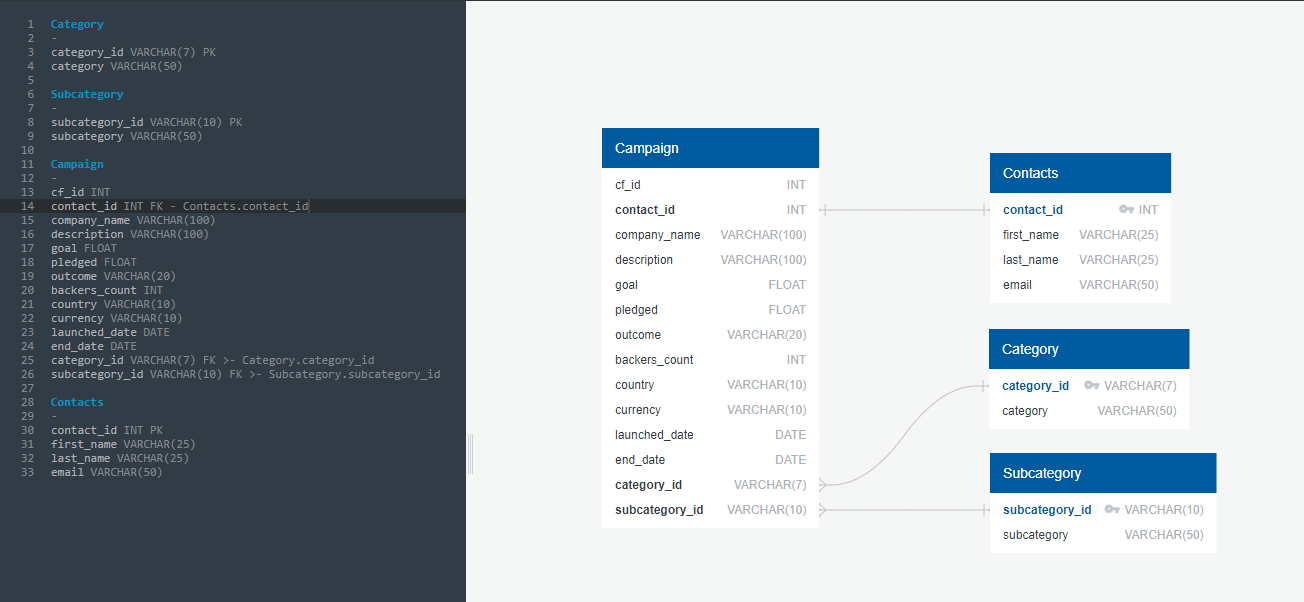 1 Category
2 -
3 category_id VARCHAR(7) PK
4 category VARCHAR(50)
5
6 Subcategory
7 -
8 subcategory_id VARCHAR(10) PK
9 subcategory VARCHAR(50)
10
11 Campaign
12 -
13 cf_id INT
14 contact_id INT FK - Contacts.contact_id
15 company_name VARCHAR(100)
16 description VARCHAR(100)
17 goal FLOAT
18 pledged FLOAT
19 outcome VARCHAR(20)
20 backers_count INT
21 country VARCHAR(10)
22 currency VARCHAR(10)
23 launched_date DATE
24 end_date DATE
25 category_id VARCHAR(7) FK >- Category.category_id
26 subcategory_id VARCHAR(10) FK >- Subcategory.subcategory_id
27
28 Contacts
29 -
30 contact_id INT PK
31 first_name VARCHAR(25)
32 last_name VARCHAR(25)
33 email VARCHAR(50)
Campaign
cf_id INT
contact_id INT
company_name VARCHAR(100)
description VARCHAR(100)
goal FLOAT
pledged FLOAT
outcome VARCHAR(20)
backers_count INT
country VARCHAR(10)
currency VARCHAR(10)
launched_date DATE
end_date DATE
category_id VARCHAR(7)
subcategory_id VARCHAR(10)
Contacts
contact_id INT
first_name VARCHAR(25)
last_name VARCHAR(25)
email VARCHAR(50)
Category
category_id VARCHAR(7)
category VARCHAR(50)
Subcategory
subcategory_id VARCHAR(10)
subcategory VARCHAR(50)